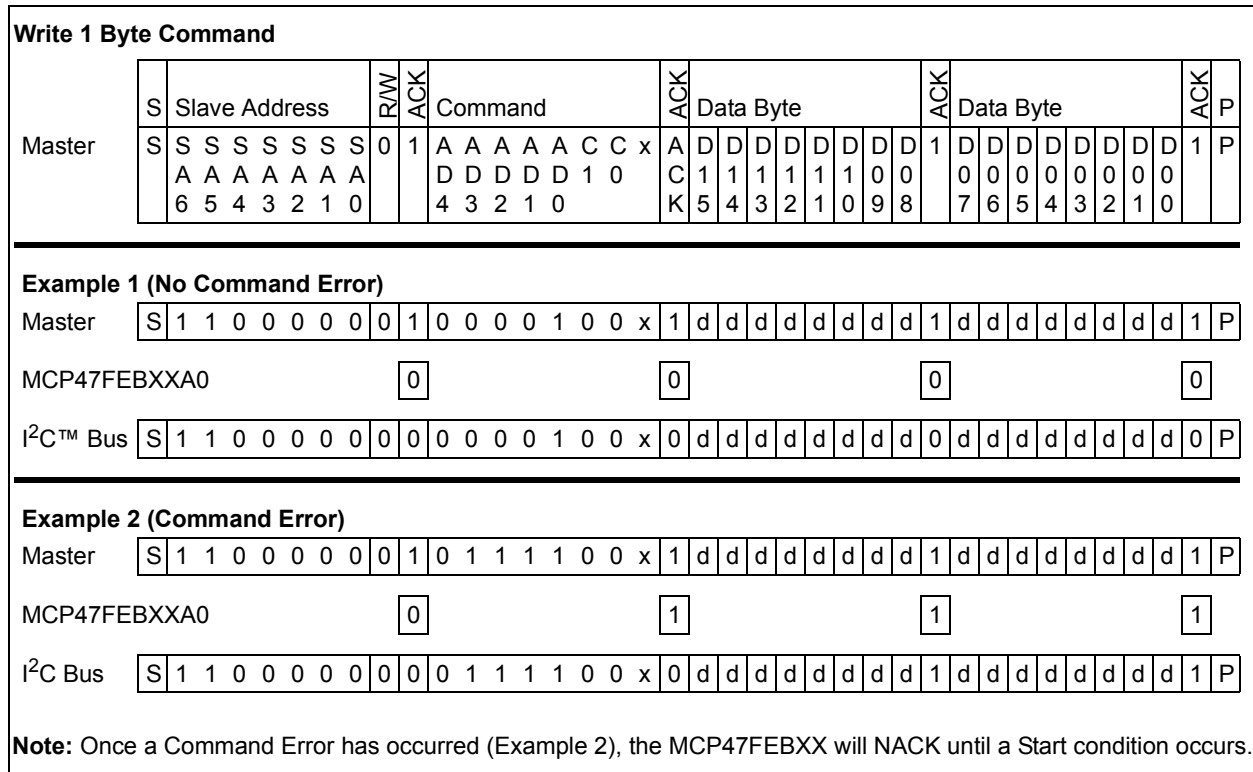 Write 1 Byte Command
S Slave Address R/W ACK Command ACK Data Byte ACK Data Byte ACK P
Master S S S S S S S S 0 1 A A A A A C C x A D D D D D D D D 1 D D D D D D D D 1 P
A A A A A A A D D D D D 1 0 C 1 1 1 1 1 1 0 0 0 0 0 0 0 0 0 0
6 5 4 3 2 1 0 4 3 2 1 0 K 5 4 3 2 1 0 9 8 7 6 5 4 3 2 1 0
Example 1 (No Command Error)
Master S 1 1 0 0 0 0 0 0 1 0 0 0 0 1 0 0 x 1 d d d d d d d d 1 d d d d d d d d 1 P
MCP47FEBXXA0 0 0 0 0
I2C™ Bus S 1 1 0 0 0 0 0 0 0 0 0 0 0 1 0 0 x 0 d d d d d d d d 0 d d d d d d d d 0 P
Example 2 (Command Error)
Master S 1 1 0 0 0 0 0 0 1 0 1 1 1 1 0 0 x 1 d d d d d d d d 1 d d d d d d d d 1 P
MCP47FEBXXA0 0 1 1 1
I2C Bus S 1 1 0 0 0 0 0 0 0 0 1 1 1 1 0 0 x 0 d d d d d d d d 1 d d d d d d d d 1 P
Note: Once a Command Error has occurred (Example 2), the MCP47FEBXX will NACK until a Start condition occurs.